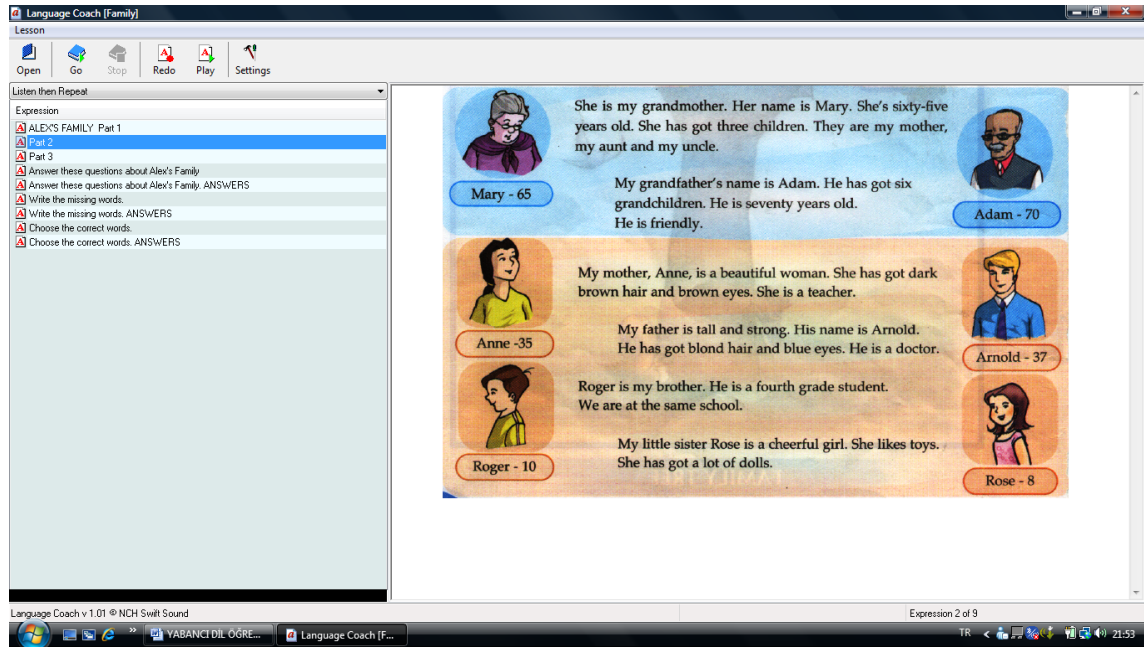 Language Coach [Family]
Lesson
Open Go Stop Redo Play Settings
Listen then Repeat
Expression
ALEX'S FAMILY Part 1
Part 2
Part 3
Answer these questions about Alex's Family
Answer these questions about Alex's Family. ANSWERS
Write the missing words.
Write the missing words. ANSWERS
Choose the correct words.
Choose the correct words. ANSWERS
She is my grandmother. Her name is Mary. She's sixty-five
years old. She has got three children. They are my mother,
my aunt and my uncle.
Mary - 65
My grandfather's name is Adam. He has got six
grandchildren. He is seventy years old.
He is friendly.
Adam - 70
My mother, Anne, is a beautiful woman. She has got dark
brown hair and brown eyes. She is a teacher.
Anne -35
My father is tall and strong. His name is Arnold.
He has got blond hair and blue eyes. He is a doctor.
Arnold - 37
Roger is my brother. He is a fourth grade student.
We are at the same school.
Roger - 10
My little sister Rose is a cheerful girl. She likes toys.
She has got a lot of dolls.
Rose - 8
Language Coach v 1.01 © NCH Swift Sound
Expression 2 of 9
YABANCI DİL ÖĞRE...
Language Coach [F...
TR
21:53